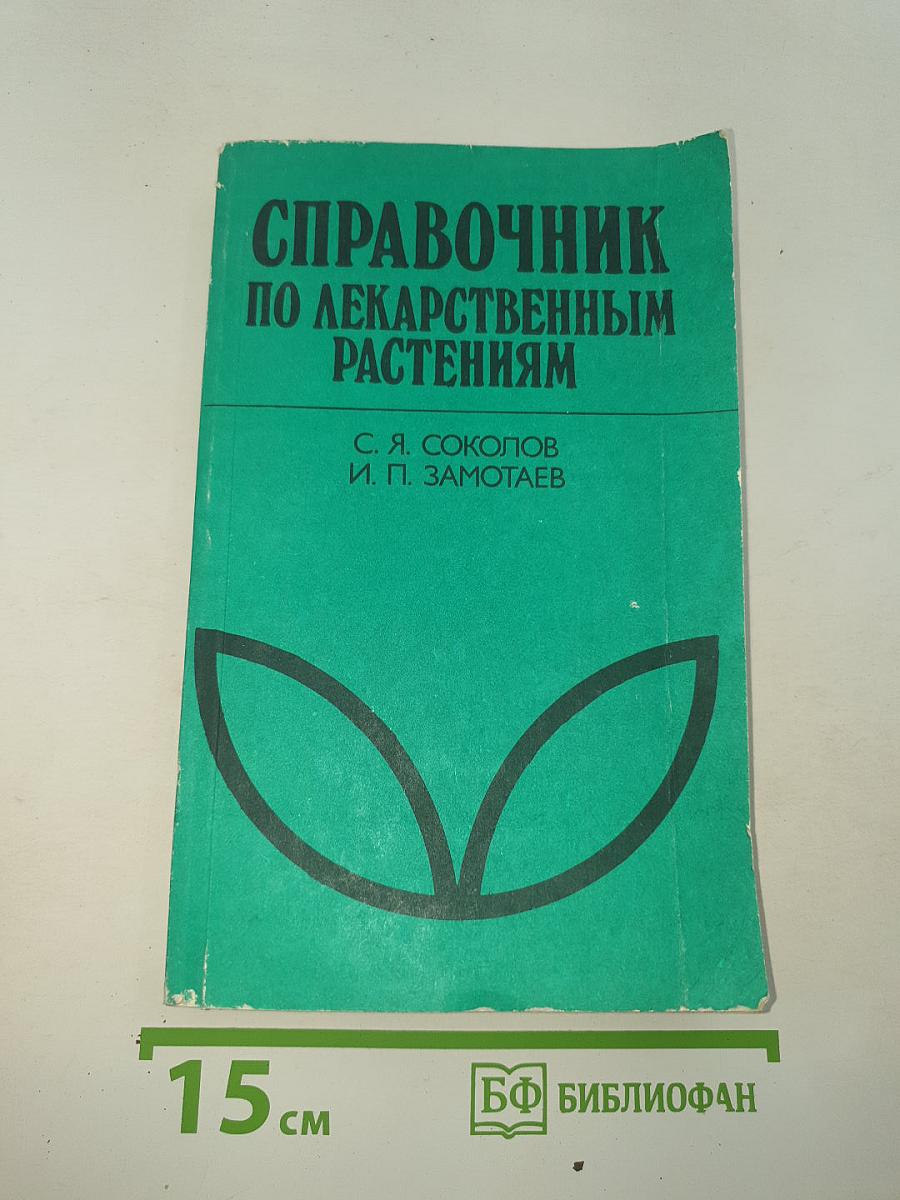 СПРАВОЧНИК
ПО ЛЕКАРСТВЕННЫМ
РАСТЕНИЯМ
С. Я. СОКОЛОВ
И. П. ЗАМОТАЕВ
15 см
БФ БИБЛИОФАН